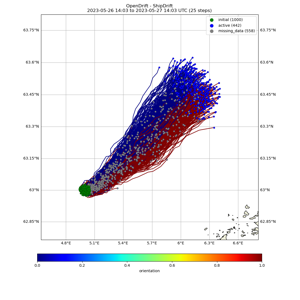 OpenDrift - ShipDrift
2023-05-26 14:03 to 2023-05-27 14:03 UTC (25 steps)
initial (1000)
active (442)
missing_data (558)
63.75°N 63.75°N
63.6°N 63.6°N
63.45°N 63.45°N
63.3°N 63.3°N
63.15°N 63.15°N
63°N 63°N
62.85°N 62.85°N
4.8°E 5.1°E 5.4°E 5.7°E 6°E 6.3°E 6.6°E
0.0 0.2 0.4 0.6 0.8 1.0
orientation